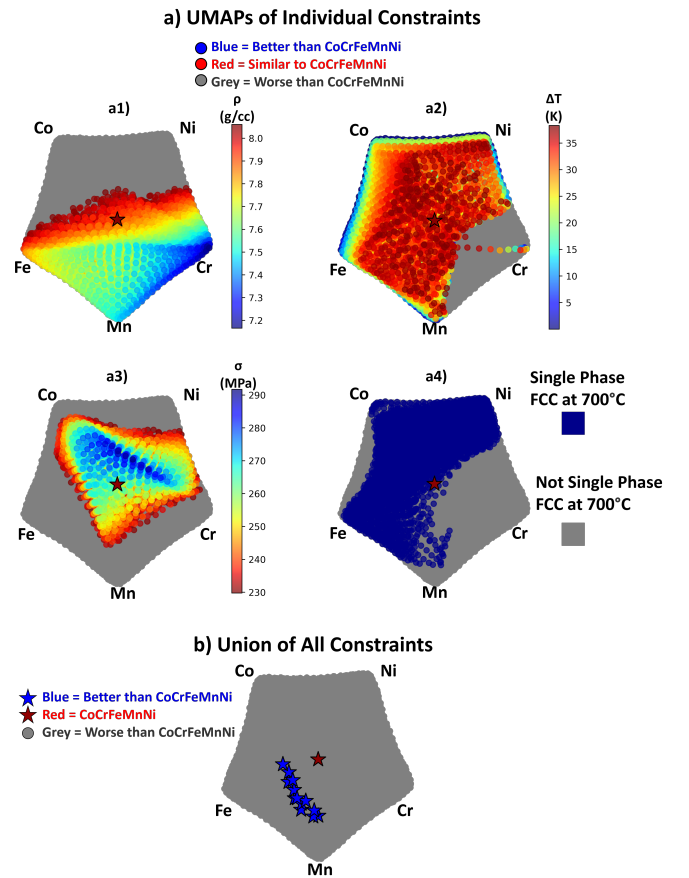 a) UMAPs of Individual Constraints
Blue = Better than CoCrFeMnNi
Red = Similar to CoCrFeMnNi
Grey = Worse than CoCrFeMnNi
a1)
ρ
(g/cc)
Co
Ni
Fe
Cr
Mn
8.0
7.9
7.8
7.7
7.6
7.5
7.4
7.3
7.2
a2)
ΔT
(K)
Co
Ni
Fe
Cr
Mn
35
30
25
20
15
10
5
a3)
σ
(MPa)
Co
Ni
Fe
Cr
Mn
290
280
270
260
250
240
230
a4)
Co
Ni
Fe
Cr
Mn
Single Phase
FCC at 700°C
Not Single Phase
FCC at 700°C
b) Union of All Constraints
Blue = Better than CoCrFeMnNi
Red = CoCrFeMnNi
Grey = Worse than CoCrFeMnNi
Co
Ni
Fe
Cr
Mn